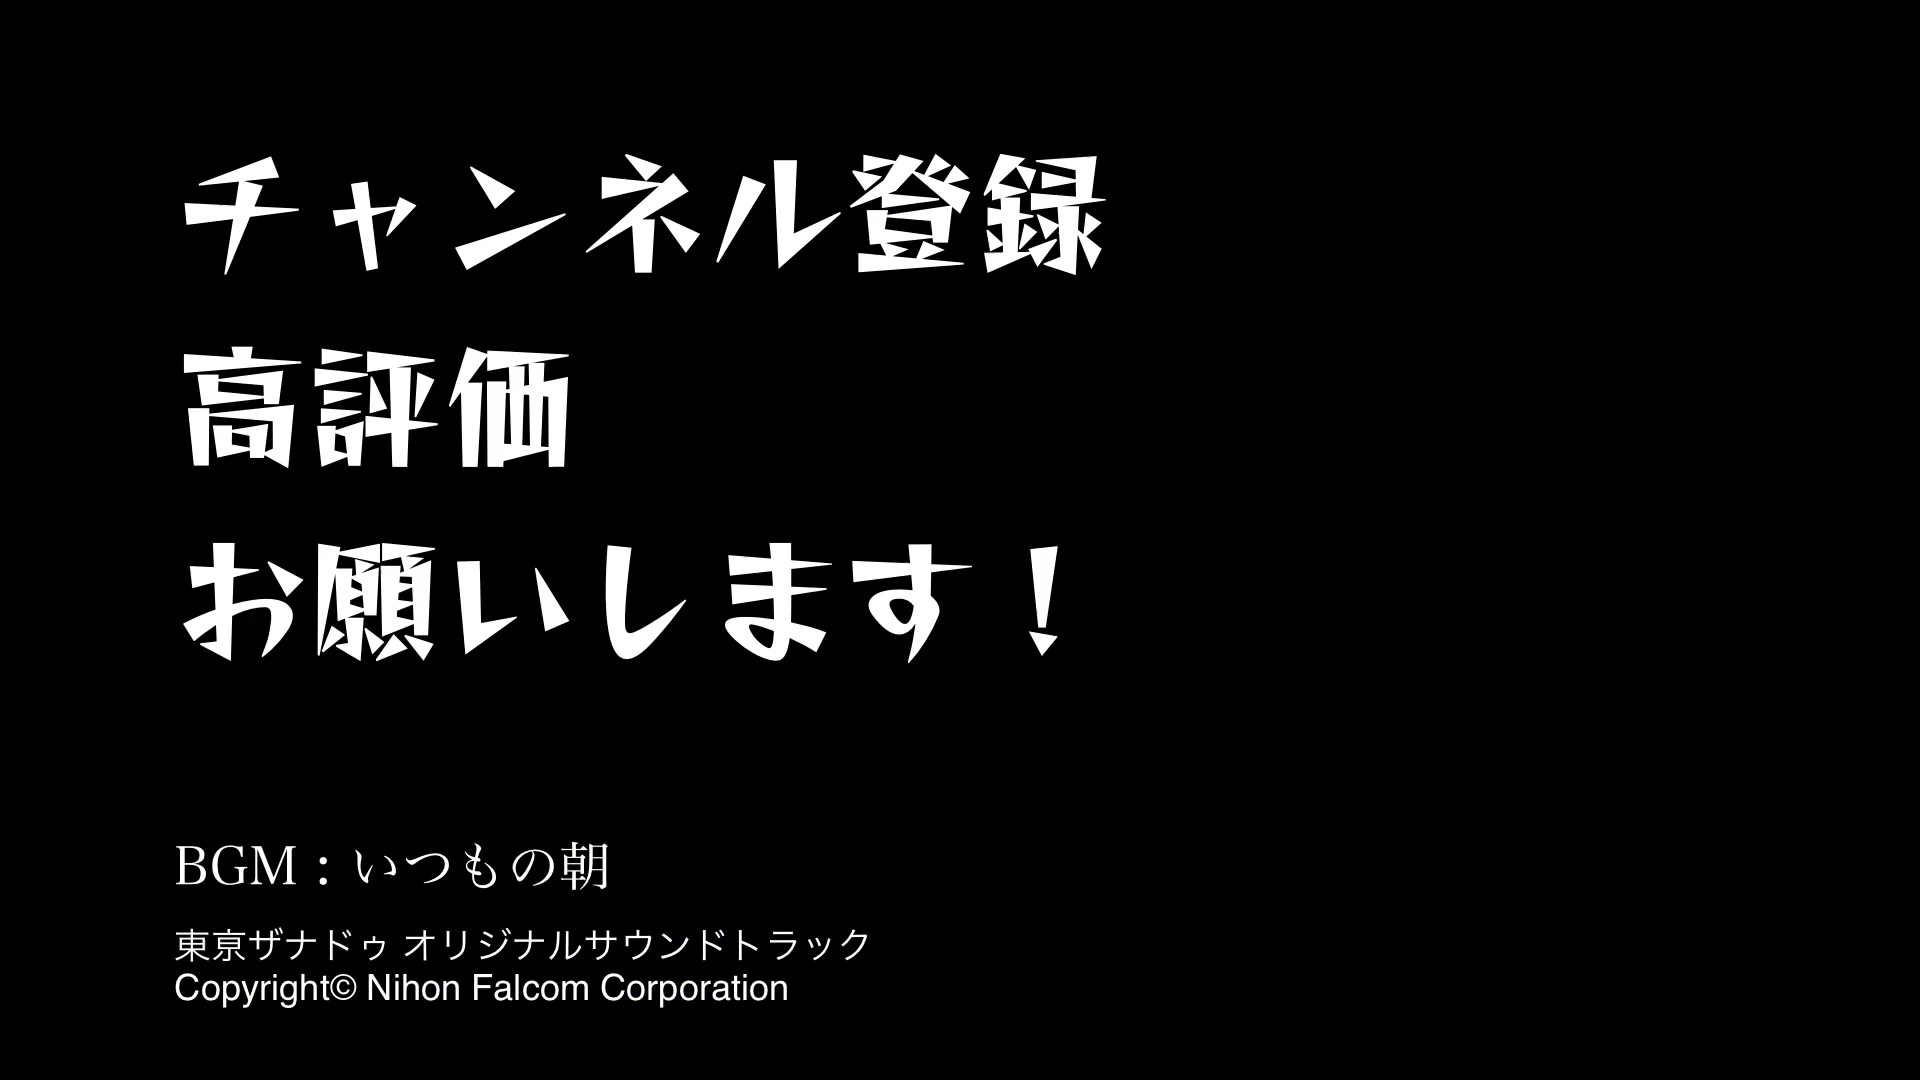 チャンネル登録
高評価
お願いします！
BGM：いつもの朝
東亰ザナドゥ オリジナルサウンドトラック
Copyright© Nihon Falcom Corporation